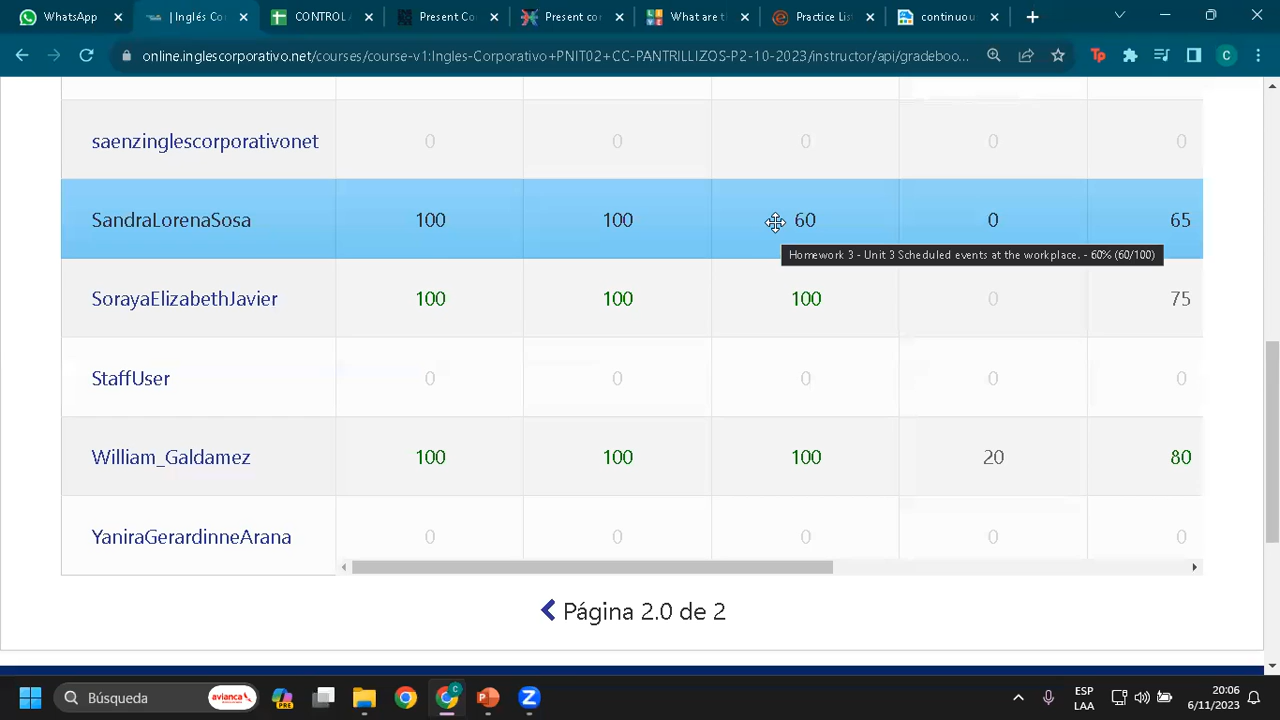 WhatsApp
| Inglés Co
CONTROL A
Present Co
Present co
What are th
Practice Lis
continuou
online.inglescorporativo.net/courses/course-v1:Ingles-Corporativo+PNIT02+CC-PANTRILLIZOS-P2-10-2023/instructor/api/gradeboo...
saenzinglescorporativonet 0 0 0 0 0
SandraLorenaSosa 100 100 60 0 65
Homework 3 - Unit 3 Scheduled events at the workplace. - 60% (60/100)
SorayaElizabethJavier 100 100 100 0 75
StaffUser 0 0 0 0 0
William_Galdamez 100 100 100 20 80
YaniraGerardinneArana 0 0 0 0 0
Página 2.0 de 2
Búsqueda
avianca
PRE
ESP
LAA
20:06
6/11/2023